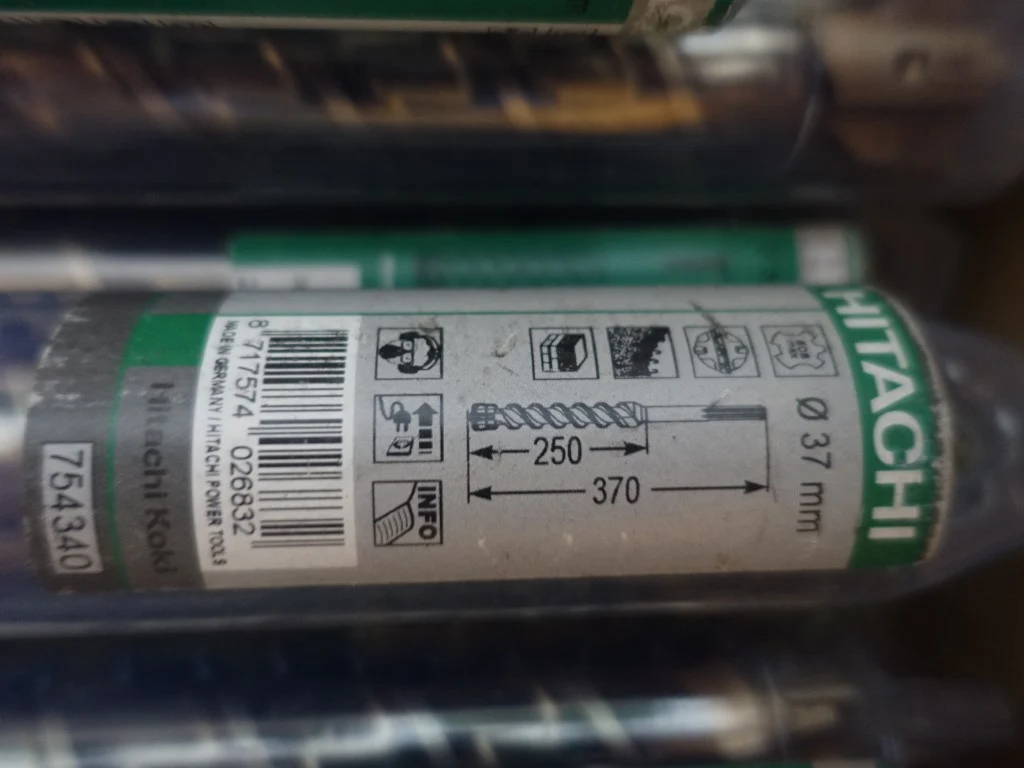 HITACHI
Ø 37 mm
250
370
INFO
8 717574 026832
MADE IN GERMANY / HITACHI POWER TOOLS
Hitachi Koki
754340